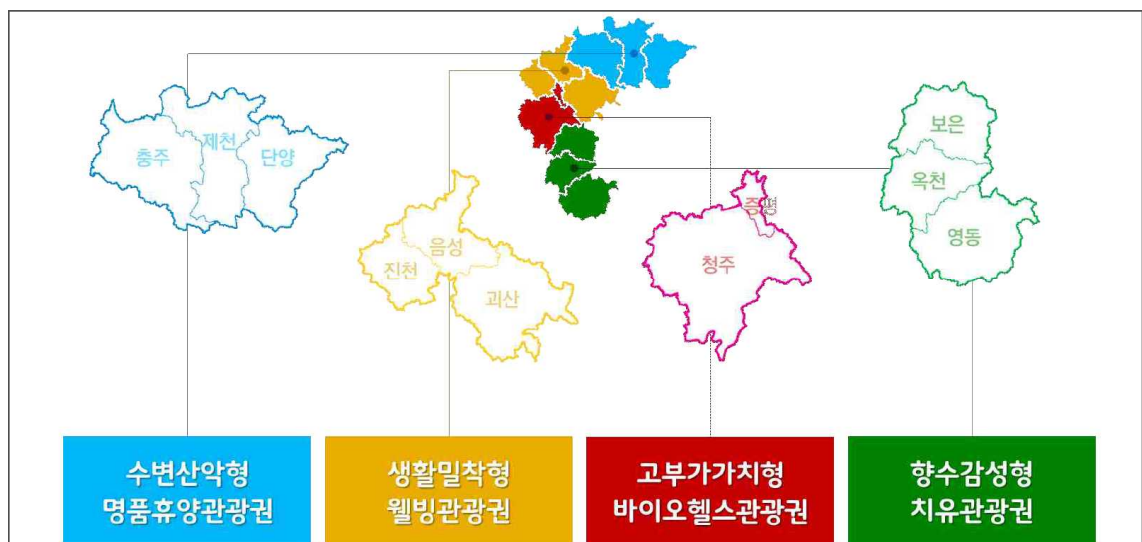 제천
충주
단양
음성
진천
괴산
증평
청주
보은
옥천
영동
수변산악형
명품휴양관광권
생활밀착형
웰빙관광권
고부가가치형
바이오헬스관광권
향수감성형
치유관광권